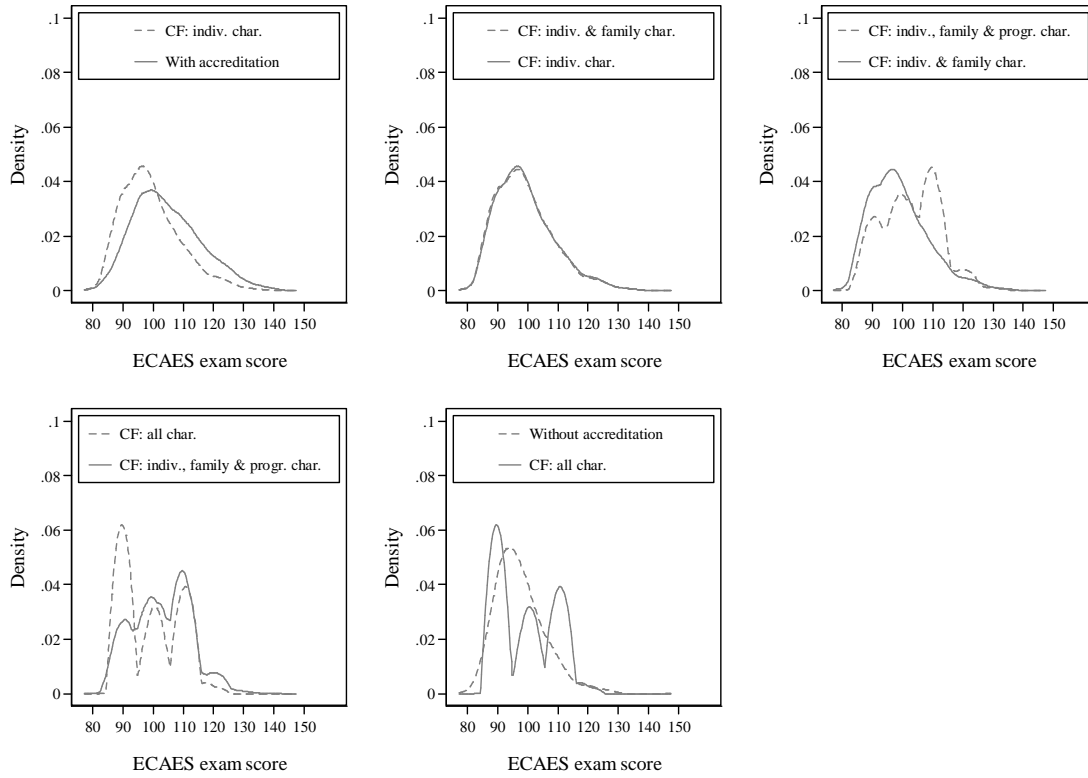 CF: indiv. char.
With accreditation
.1
.08
.06
.04
.02
0
Density
80 90 100 110 120 130 140 150
ECAES exam score
CF: indiv. & family char.
CF: indiv. char.
.1
.08
.06
.04
.02
0
Density
80 90 100 110 120 130 140 150
ECAES exam score
CF: indiv., family & progr. char.
CF: indiv. & family char.
.1
.08
.06
.04
.02
0
Density
80 90 100 110 120 130 140 150
ECAES exam score
CF: all char.
CF: indiv., family & progr. char.
.1
.08
.06
.04
.02
0
Density
80 90 100 110 120 130 140 150
ECAES exam score
Without accreditation
CF: all char.
.1
.08
.06
.04
.02
0
Density
80 90 100 110 120 130 140 150
ECAES exam score